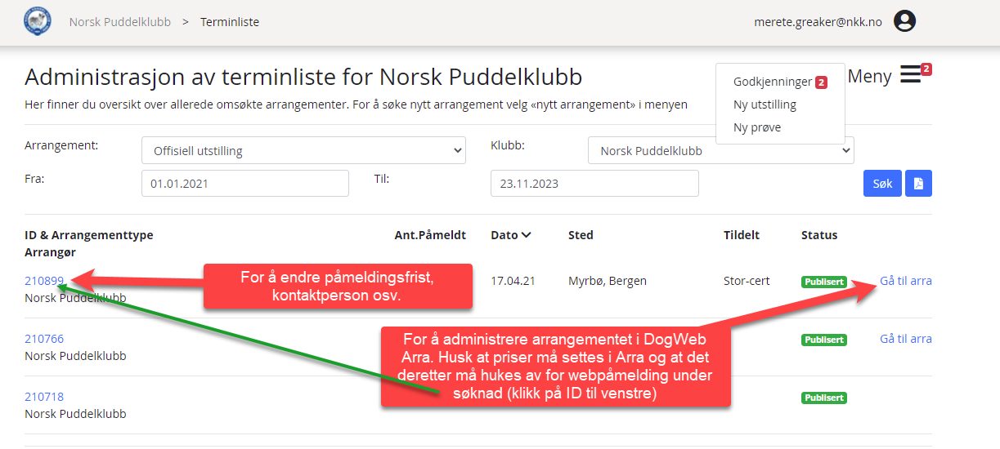 Norsk Puddelklubb > Terminliste
merete.greaker@nkk.no
Administrasjon av terminliste for Norsk Puddelklubb
Meny 2
Godkjenninger 2
Ny utstilling
Ny prøve
Her finner du oversikt over allerede omsøkte arrangementer. For å søke nytt arrangement velg «nytt arrangement» i menyen
Arrangement: Offisiell utstilling Klubb: Norsk Puddelklubb
Fra: 01.01.2021 Til: 23.11.2023 Søk
ID & Arrangementtype Ant.Påmeldt Dato Sted Tildelt Status
Arrangør
210899 17.04.21 Myrbø, Bergen Stor-cert Publisert Gå til arra
Norsk Puddelklubb
For å endre påmeldingsfrist,
kontaktperson osv.
210766 Publisert Gå til arra
Norsk Puddelklubb
For å administrere arrangementet i DogWeb
Arra. Husk at priser må settes i Arra og at det
deretter må hukes av for webpåmelding under
søknad (klikk på ID til venstre)
210718 Publisert
Norsk Puddelklubb